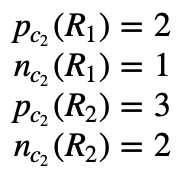 p_{c_2}(R_1) = 2
n_{c_2}(R_1) = 1
p_{c_2}(R_2) = 3
n_{c_2}(R_2) = 2